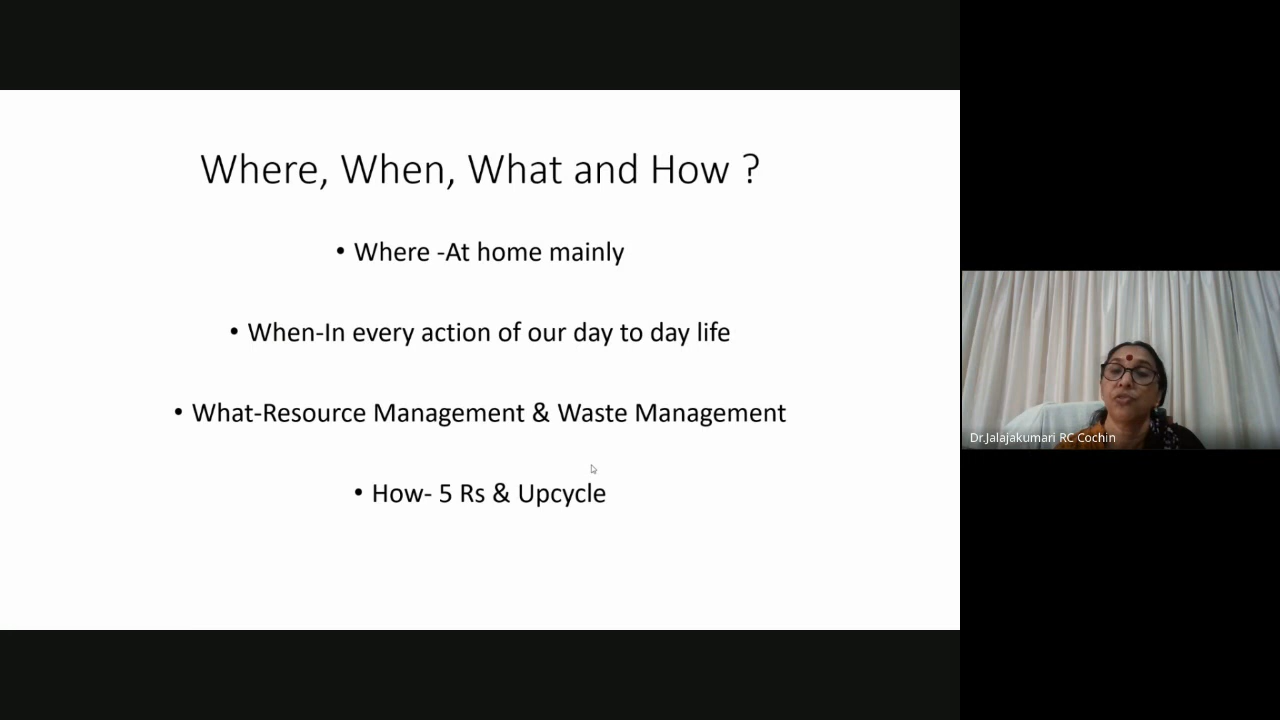 Where, When, What and How ?
• Where -At home mainly
• When-In every action of our day to day life
• What-Resource Management & Waste Management
• How- 5 Rs & Upcycle
Dr.Jalajakumari RC Cochin